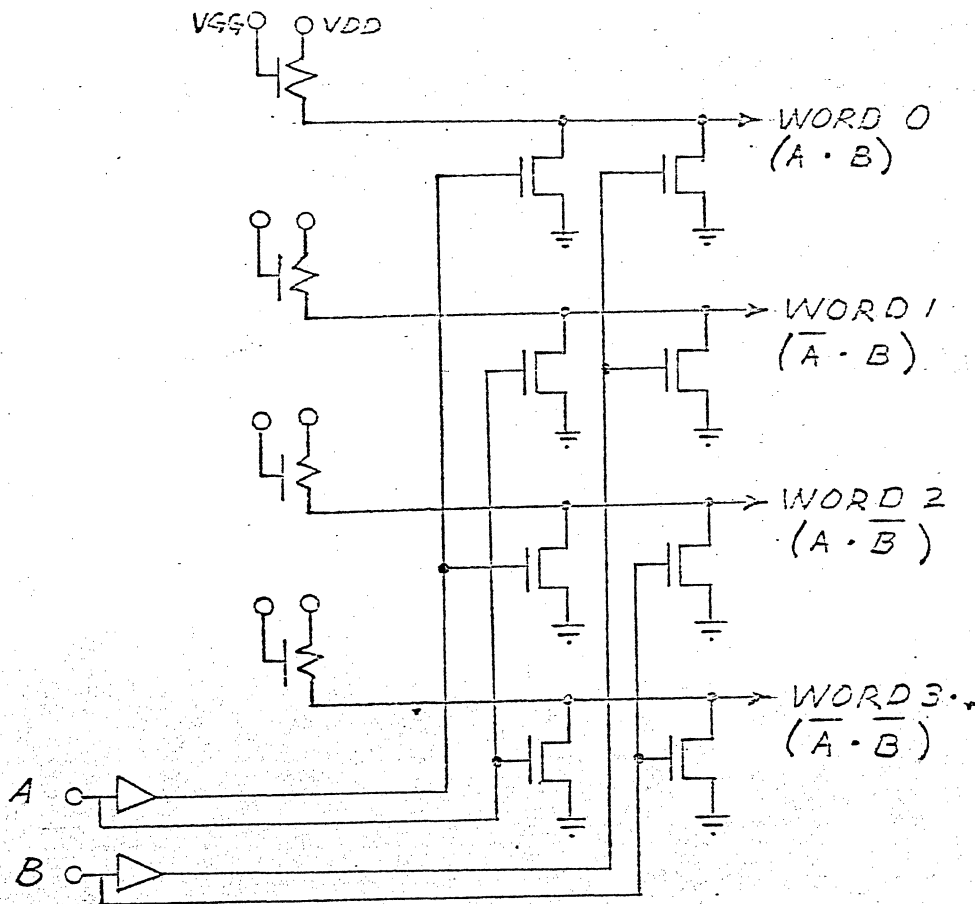 VGG VDD
WORD 0
(A · B)
WORD 1
(A̅ · B)
WORD 2
(A · B̅)
WORD 3
(A̅ · B̅)
A
B